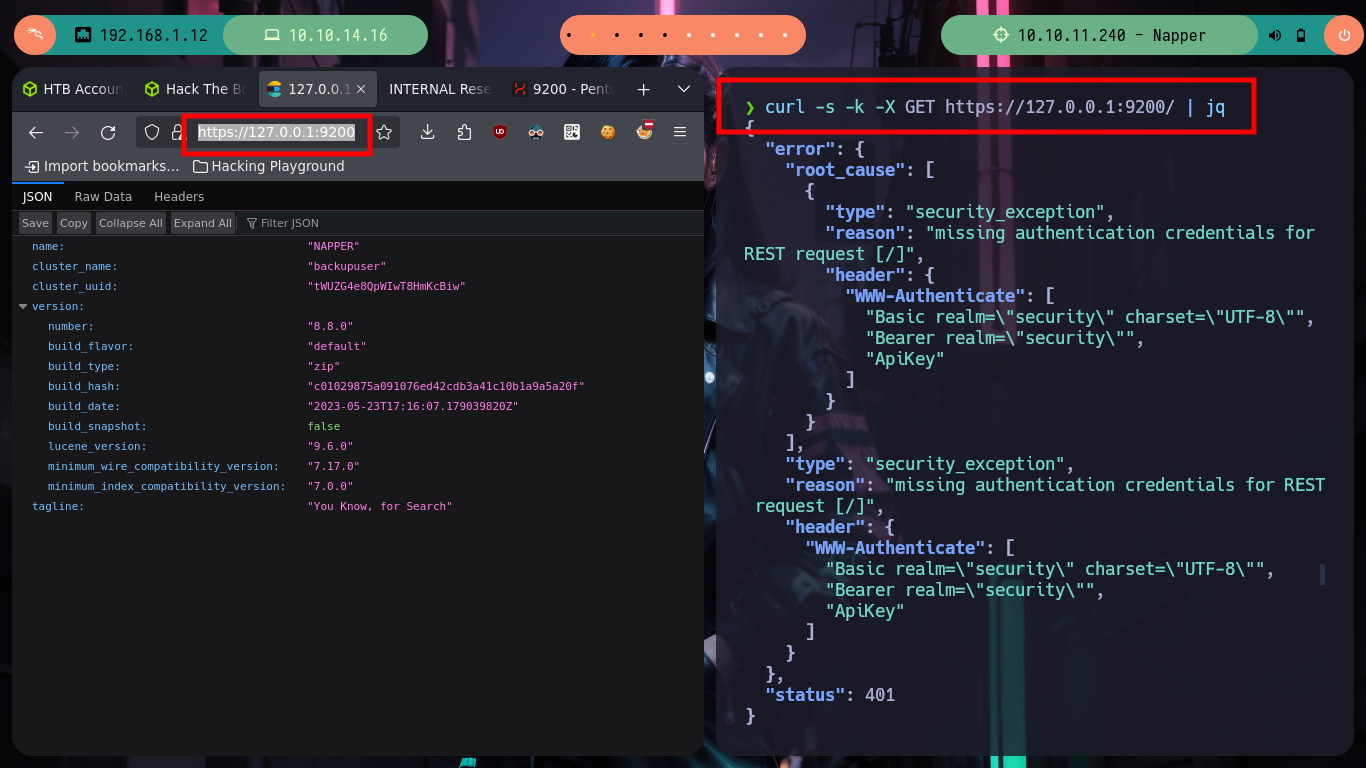 192.168.1.12
10.10.14.16
10.10.11.240 - Napper
HTB Accoun
Hack The Bo
127.0.0.1
INTERNAL Rese
9200 - Pent
https://127.0.0.1:9200
Import bookmarks...
Hacking Playground
JSON
Raw Data
Headers
Save
Copy
Collapse All
Expand All
Filter JSON
name: "NAPPER"
cluster_name: "backupuser"
cluster_uuid: "tWUZG4e8QpWIwT8HmKcBiw"
version:
number: "8.8.0"
build_flavor: "default"
build_type: "zip"
build_hash: "c01029875a091076ed42cdb3a41c10b1a9a5a20f"
build_date: "2023-05-23T17:16:07.179039820Z"
build_snapshot: false
lucene_version: "9.6.0"
minimum_wire_compatibility_version: "7.17.0"
minimum_index_compatibility_version: "7.0.0"
tagline: "You Know, for Search"
❯ curl -s -k -X GET https://127.0.0.1:9200/ | jq
{
"error": {
"root_cause": [
{
"type": "security_exception",
"reason": "missing authentication credentials for
REST request [/]",
"header": {
"WWW-Authenticate": [
"Basic realm=\"security\" charset=\"UTF-8\"",
"Bearer realm=\"security\"",
"ApiKey"
]
}
}
],
"type": "security_exception",
"reason": "missing authentication credentials for REST
request [/]",
"header": {
"WWW-Authenticate": [
"Basic realm=\"security\" charset=\"UTF-8\"",
"Bearer realm=\"security\"",
"ApiKey"
]
}
},
"status": 401
}